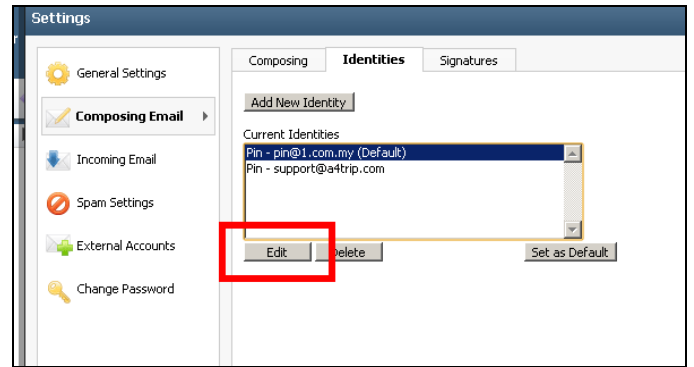 Settings
General Settings
Composing Email
Incoming Email
Spam Settings
External Accounts
Change Password
Composing Identities Signatures
Add New Identity
Current Identities
Pin - pin@1.com.my (Default)
Pin - support@a4trip.com
Edit Delete Set as Default